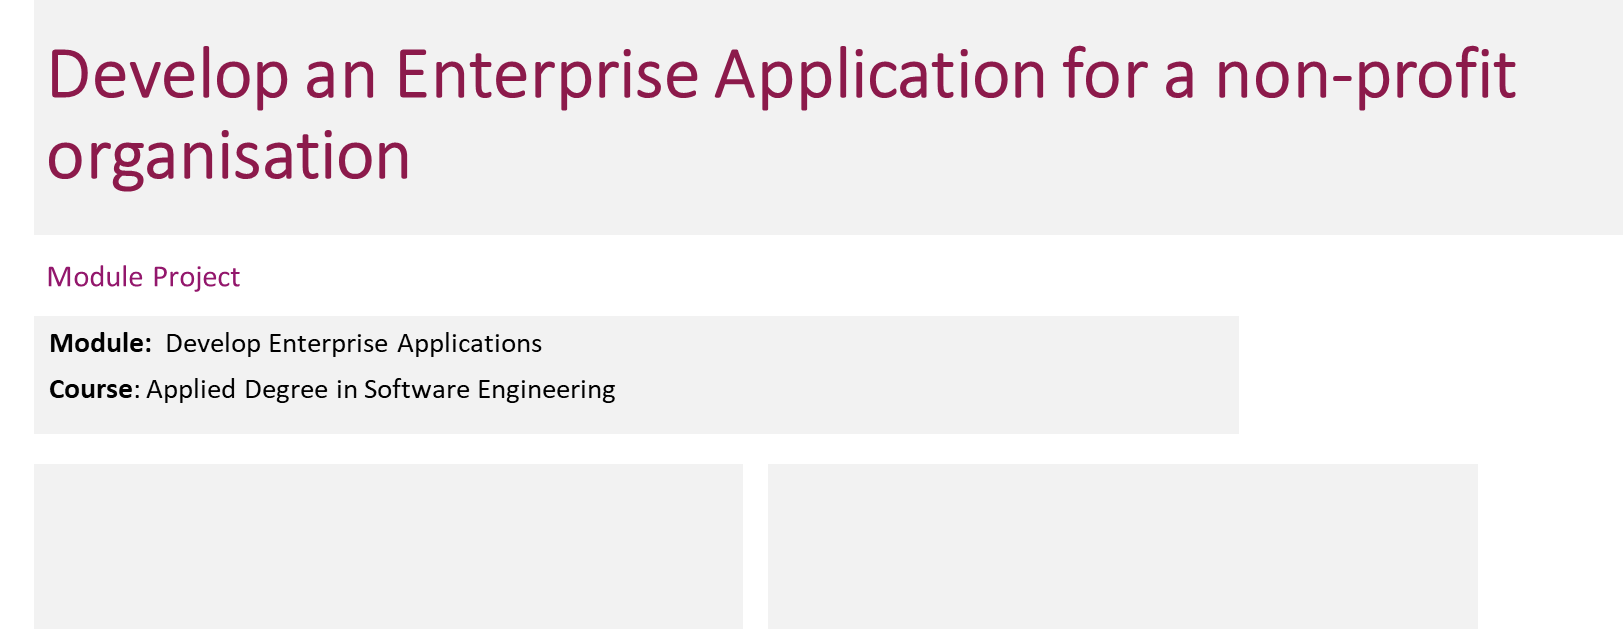 Develop an Enterprise Application for a non-profit
organisation
Module Project
Module: Develop Enterprise Applications
Course: Applied Degree in Software Engineering